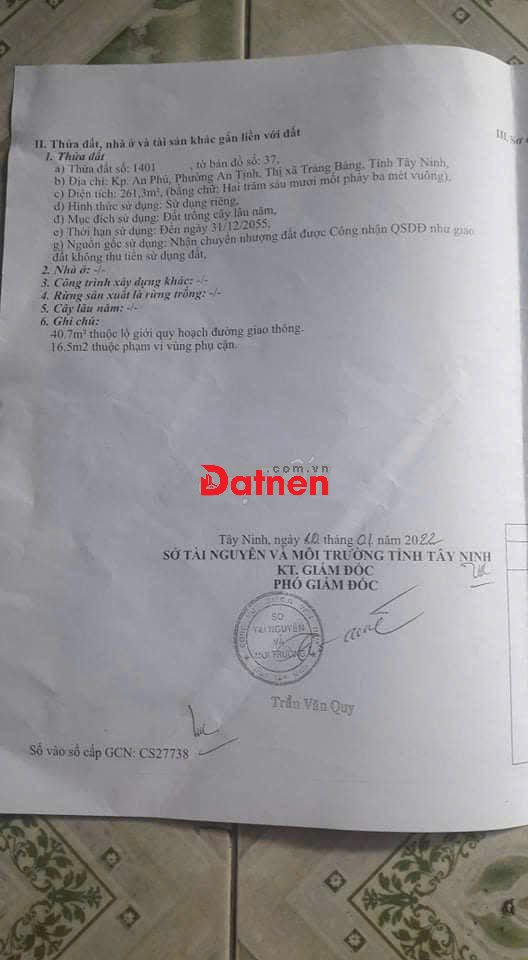 II. Thửa đất, nhà ở và tài sản khác gắn liền với đất
1. Thửa đất
a) Thửa đất số: 1401 , tờ bản đồ số: 37,
b) Địa chỉ: Kp. An Phú, Phường An Tịnh, Thị xã Trảng Bàng, Tỉnh Tây Ninh,
c) Diện tích: 261,3m², (bằng chữ: Hai trăm sáu mươi mốt phẩy ba mét vuông),
d) Hình thức sử dụng: Sử dụng riêng,
đ) Mục đích sử dụng: Đất trồng cây lâu năm,
e) Thời hạn sử dụng: Đến ngày 31/12/2055,
g) Nguồn gốc sử dụng: Nhận chuyển nhượng đất được Công nhận QSDĐ như giao
đất không thu tiền sử dụng đất,
2. Nhà ở: -/-
3. Công trình xây dựng khác: -/-
4. Rừng sản xuất là rừng trồng: -/-
5. Cây lâu năm: -/-
6. Ghi chú:
40.7m² thuộc lộ giới quy hoạch đường giao thông.
16.5m2 thuộc phạm vi vùng phụ cận.
III. Sơ
.com.vn
Datnen
Tây Ninh, ngày 20 tháng 01 năm 2022
SỞ TÀI NGUYÊN VÀ MÔI TRƯỜNG TỈNH TÂY NINH
KT. GIÁM ĐỐC
PHÓ GIÁM ĐỐC
SỞ
TÀI NGUYÊN
VÀ
MÔI TRƯỜNG
Trần Văn Quy
Số vào sổ cấp GCN: CS27738